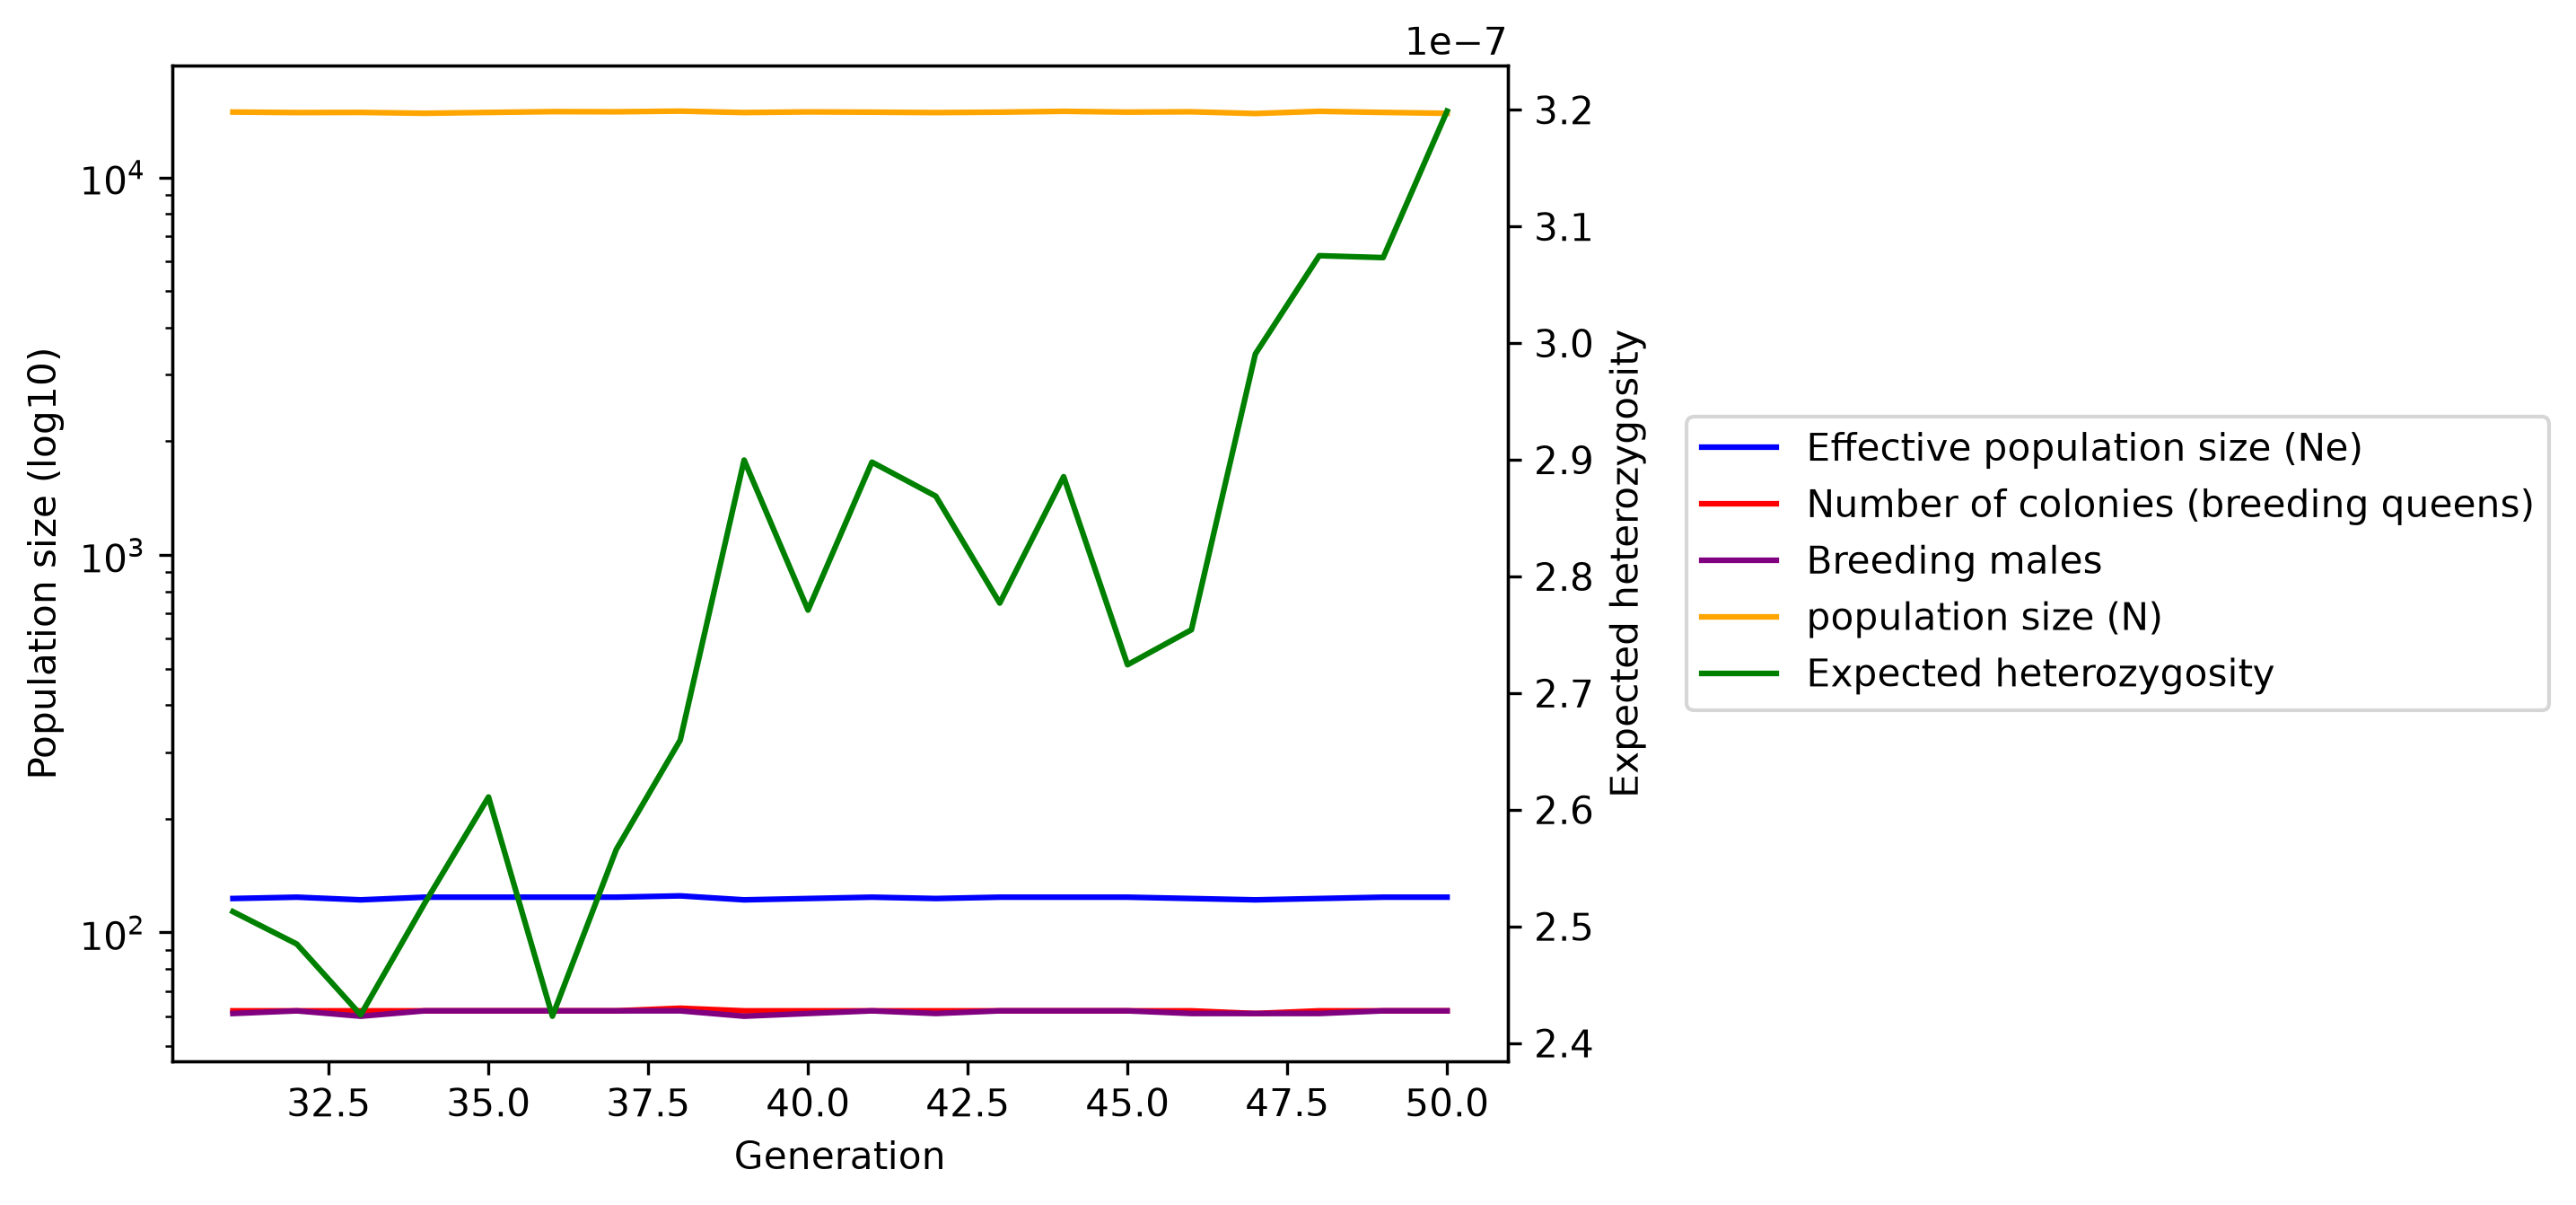 1e−7
Population size (log10)
10⁴
10³
10²
3.2
3.1
3.0
2.9
2.8
2.7
2.6
2.5
2.4
Expected heterozygosity
32.5 35.0 37.5 40.0 42.5 45.0 47.5 50.0
Generation
Effective population size (Ne)
Number of colonies (breeding queens)
Breeding males
population size (N)
Expected heterozygosity